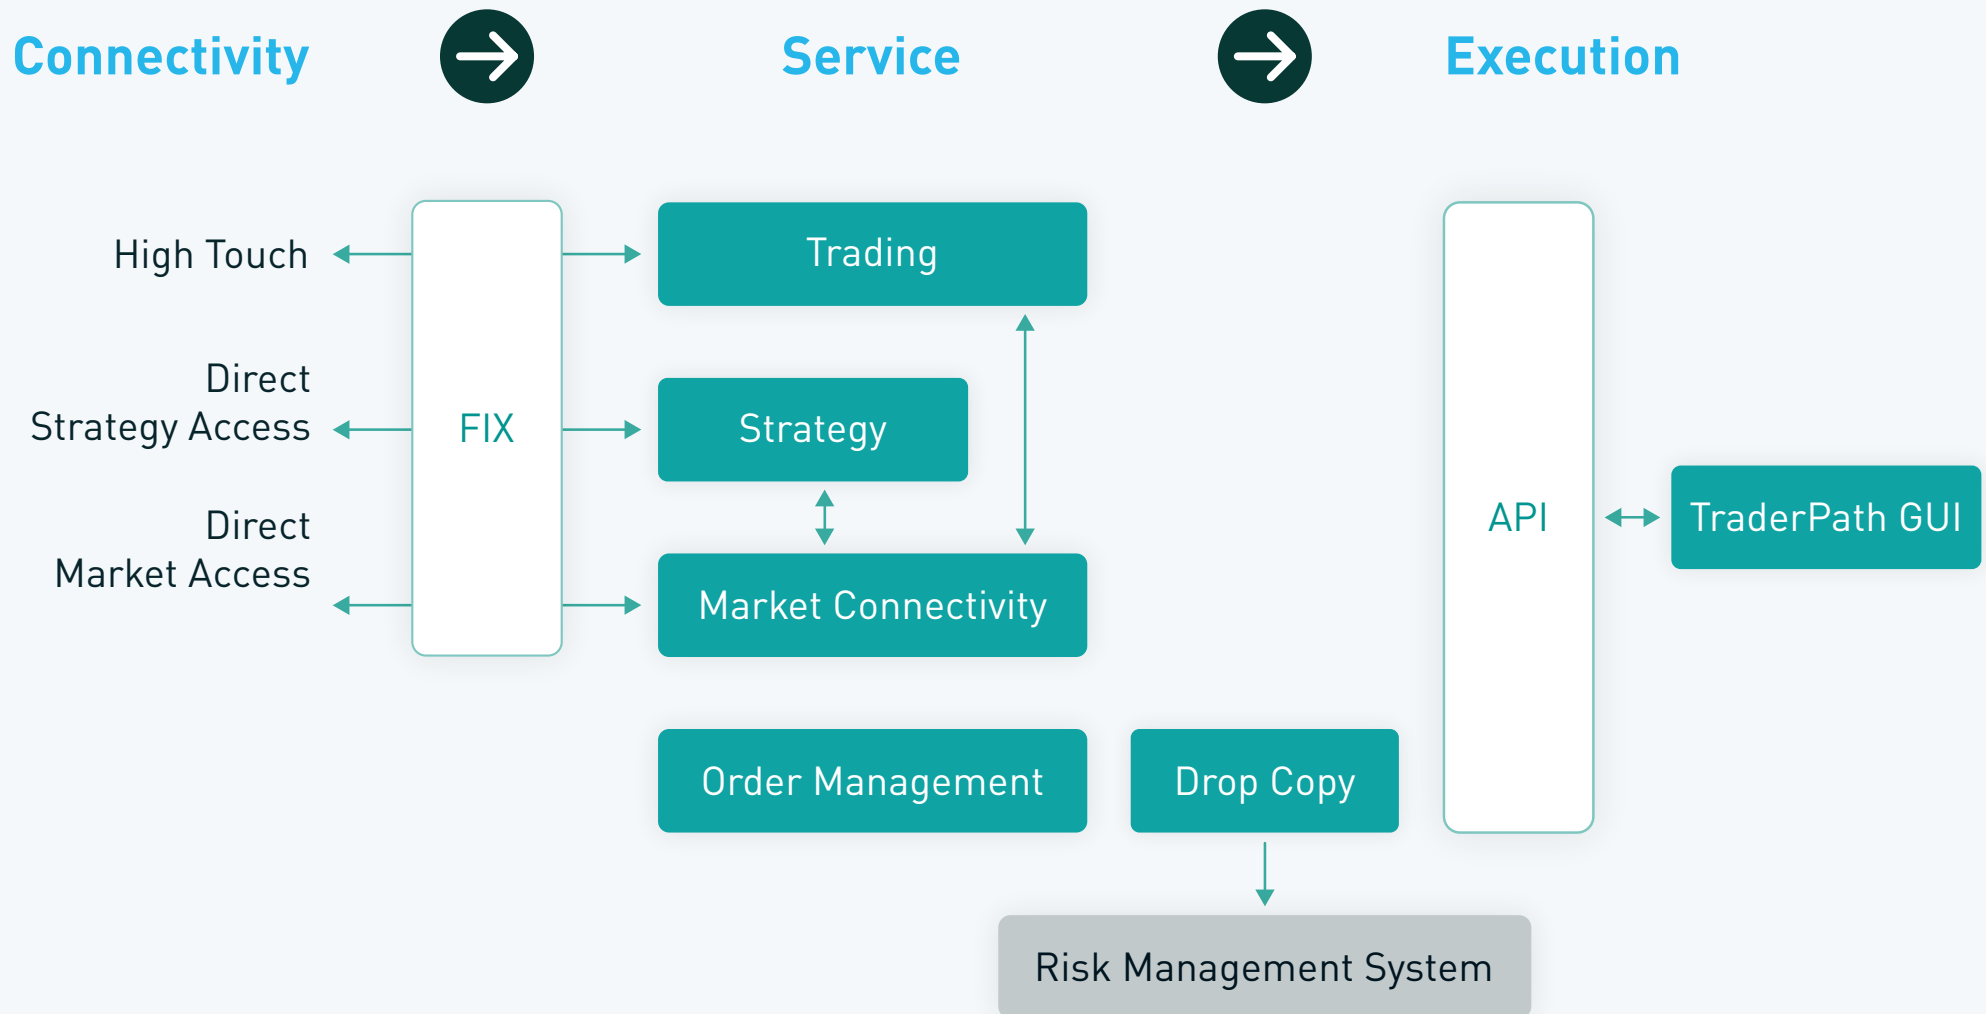 Connectivity
Service
Execution
High Touch
FIX
Trading
Direct
Strategy Access
Strategy
Direct
Market Access
Market Connectivity
API
TraderPath GUI
Order Management
Drop Copy
Risk Management System